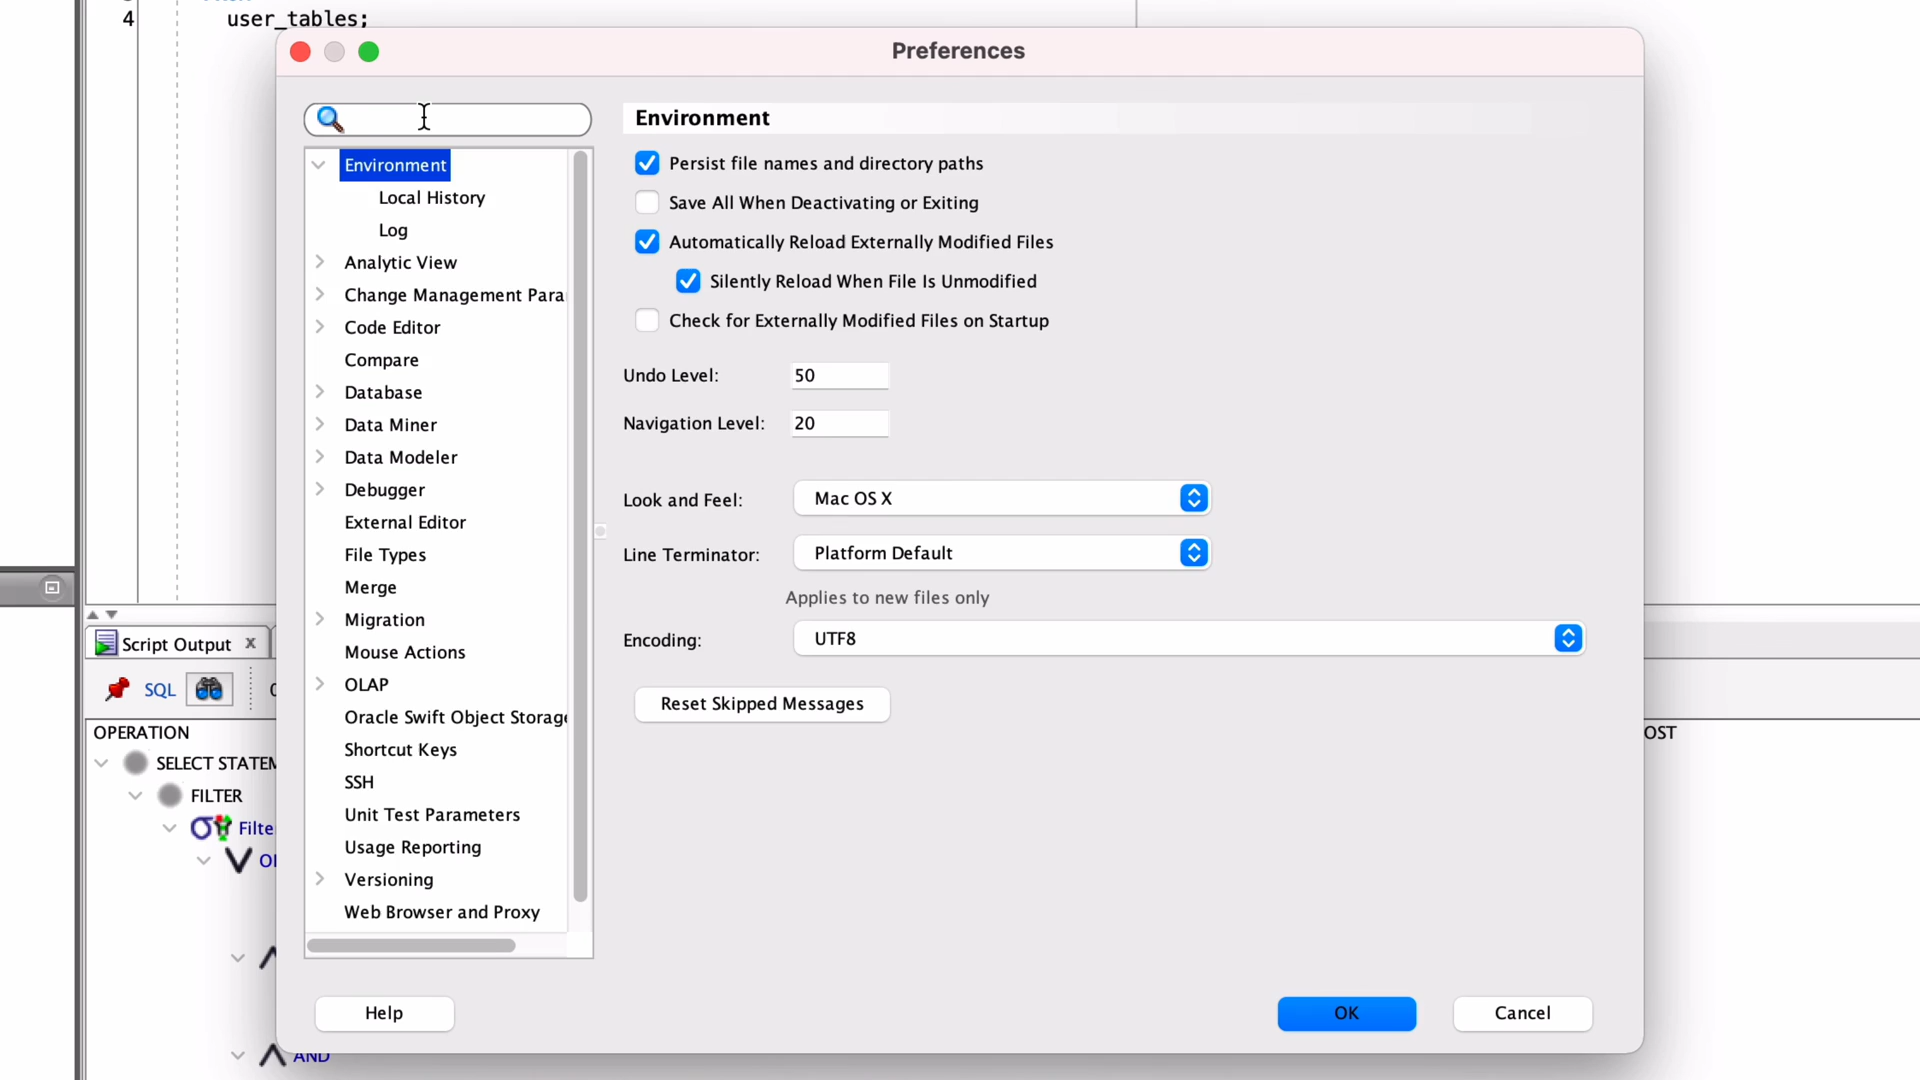 4 user_tables;
Preferences
Environment
Local History
Log
Analytic View
Change Management Para
Code Editor
Compare
Database
Data Miner
Data Modeler
Debugger
External Editor
File Types
Merge
Migration
Mouse Actions
OLAP
Oracle Swift Object Storage
Shortcut Keys
SSH
Unit Test Parameters
Usage Reporting
Versioning
Web Browser and Proxy
Environment
Persist file names and directory paths
Save All When Deactivating or Exiting
Automatically Reload Externally Modified Files
Silently Reload When File Is Unmodified
Check for Externally Modified Files on Startup
Undo Level: 50
Navigation Level: 20
Look and Feel: Mac OS X
Line Terminator: Platform Default
Applies to new files only
Encoding: UTF8
Reset Skipped Messages
Help
OK
Cancel
Script Output x
SQL
OPERATION
OST
SELECT STATEM
FILTER
Filte
AND